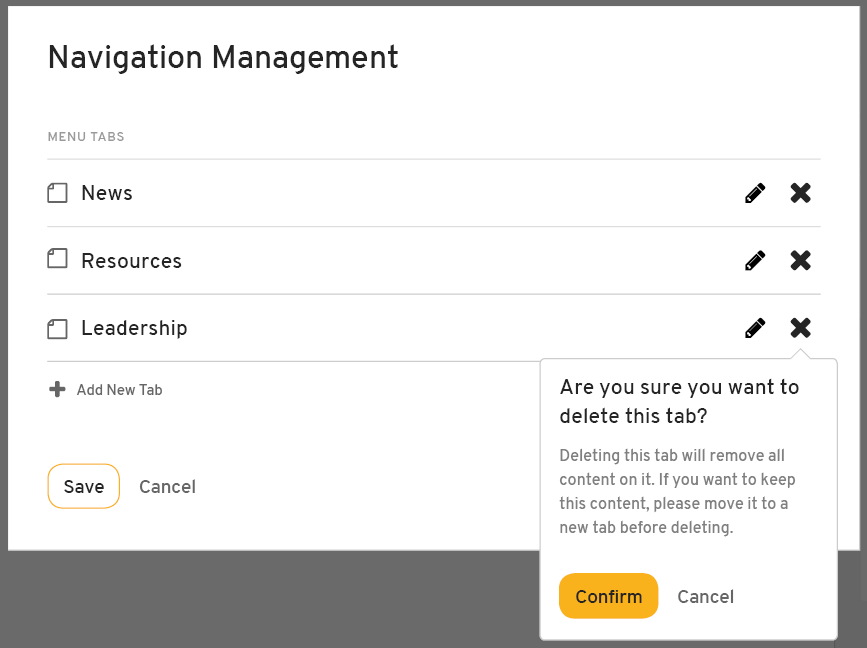 Navigation Management
MENU TABS
News
Resources
Leadership
Add New Tab
Save
Cancel
Are you sure you want to
delete this tab?
Deleting this tab will remove all
content on it. If you want to keep
this content, please move it to a
new tab before deleting.
Confirm
Cancel